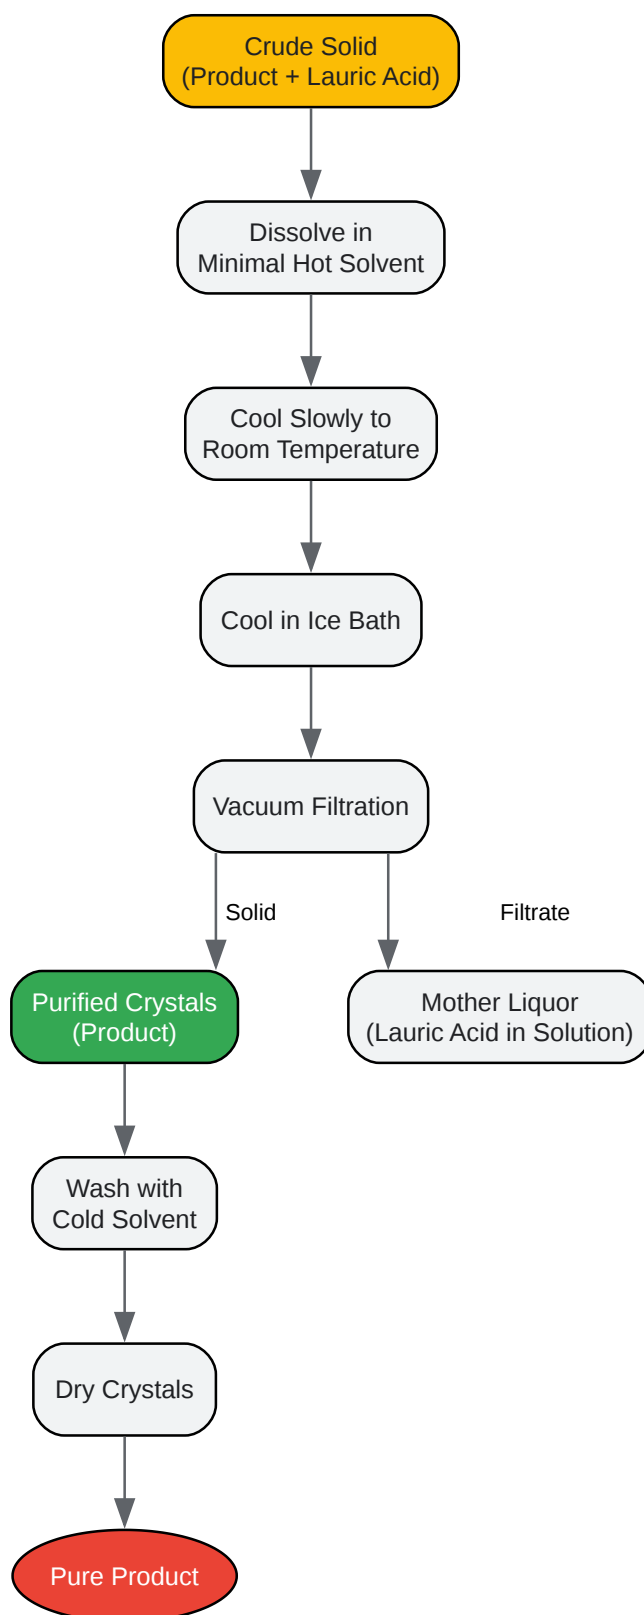 Crude Solid
(Product + Lauric Acid)
Dissolve in
Minimal Hot Solvent
Cool Slowly to
Room Temperature
Cool in Ice Bath
Vacuum Filtration
Solid
Filtrate
Purified Crystals
(Product)
Mother Liquor
(Lauric Acid in Solution)
Wash with
Cold Solvent
Dry Crystals
Pure Product